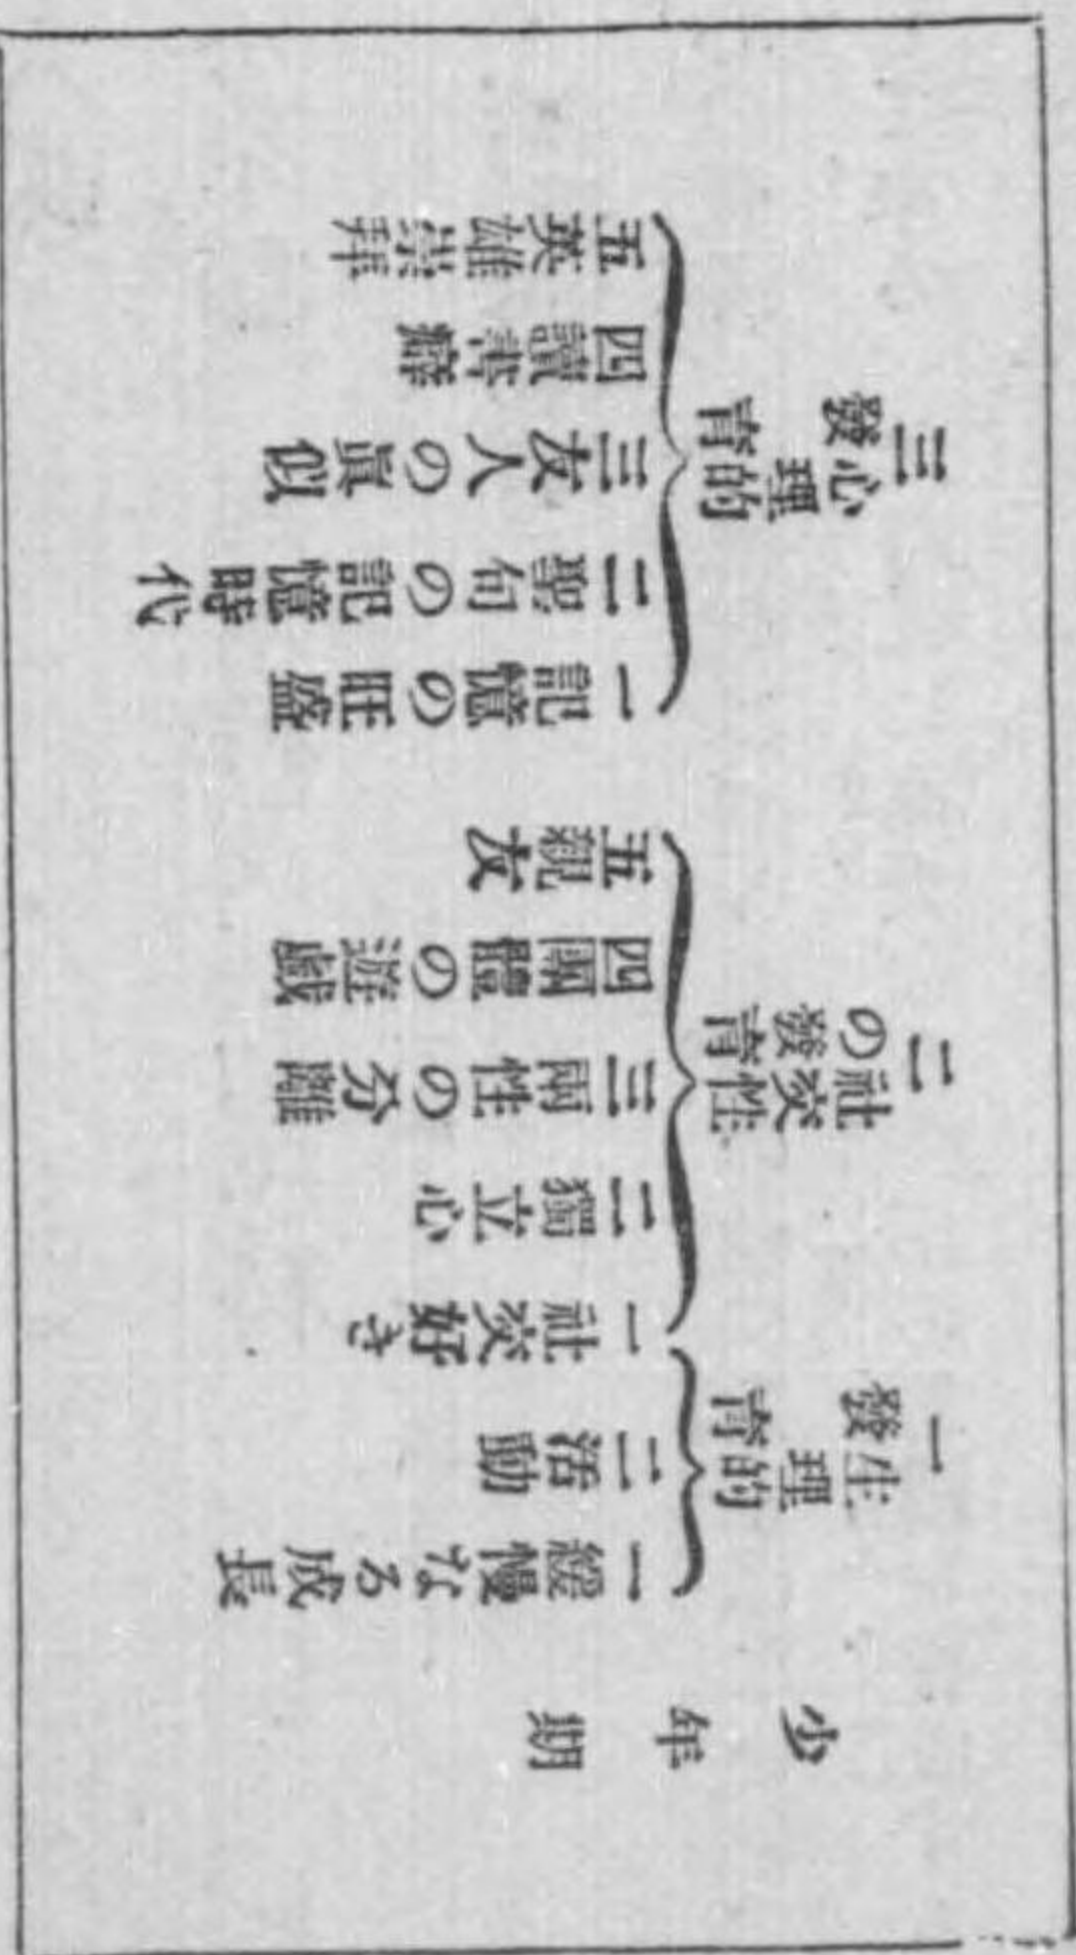 少年期
一生理的發育
一緩慢なる成長
二活動
二社交性の發育
一社交好き
二獨立心
三兩性の分離
四團體の遊戯
五親友
三心理的發育
一記憶の旺盛
二聖句の記憶時代
三友人の眞似
四讀書癖
五英雄崇拜